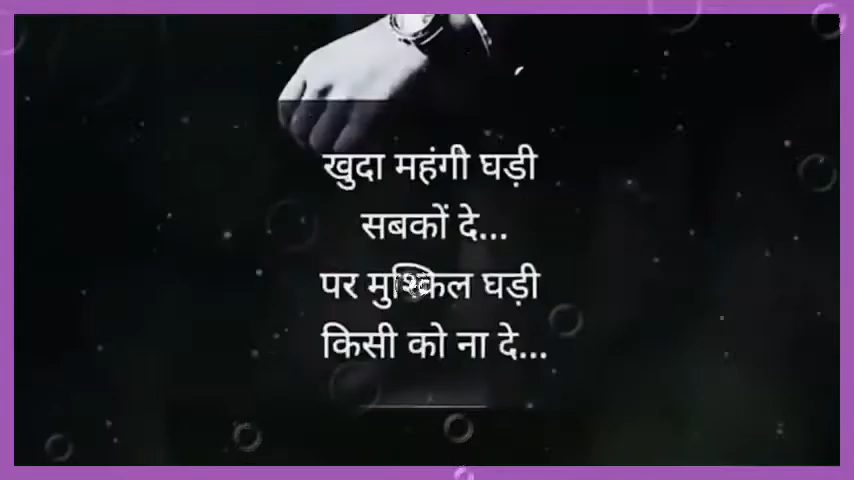 खुदा महंगी घड़ी
सबकों दे...
पर मुश्किल घड़ी
किसी को ना दे...